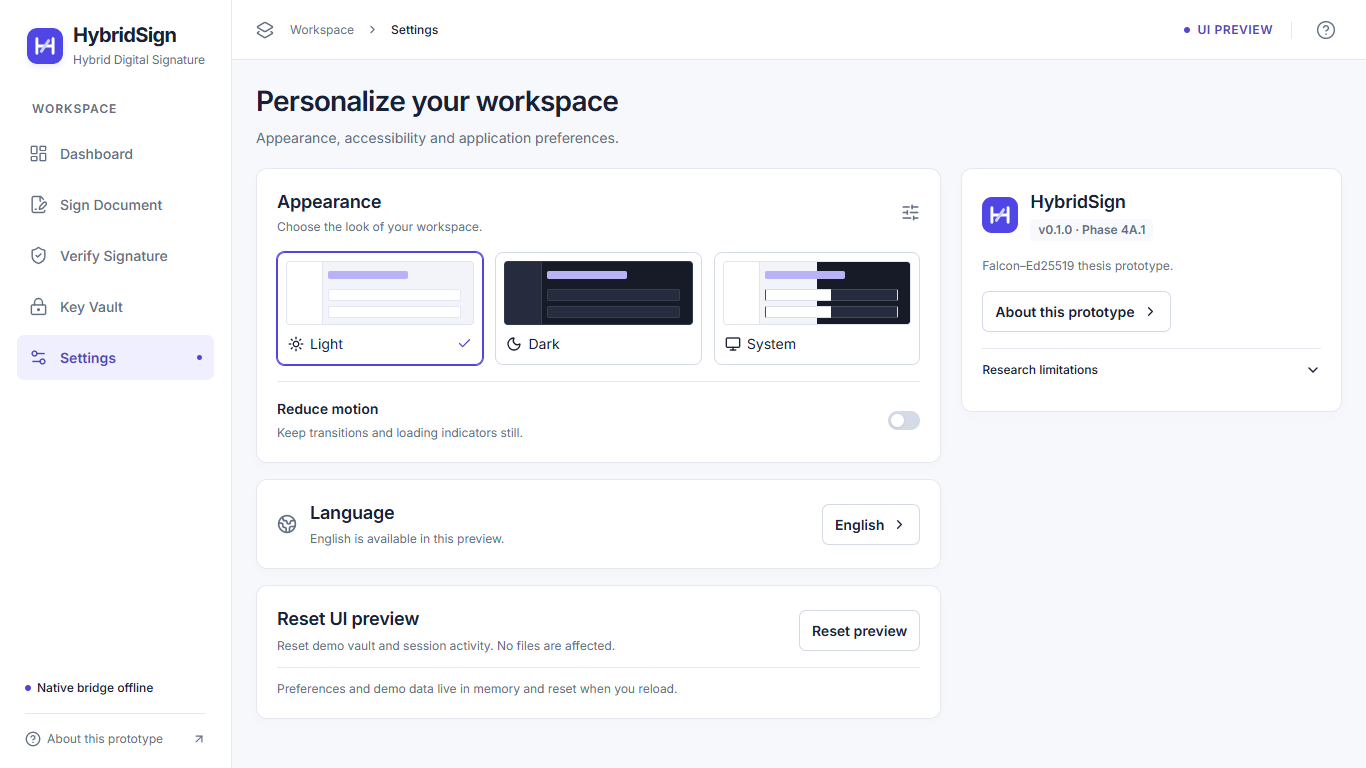 HybridSign
Hybrid Digital Signature
WORKSPACE
Dashboard
Sign Document
Verify Signature
Key Vault
Settings
Native bridge offline
About this prototype
Workspace
Settings
UI PREVIEW
Personalize your workspace
Appearance, accessibility and application preferences.
Appearance
Choose the look of your workspace.
Light
Dark
System
Reduce motion
Keep transitions and loading indicators still.
Language
English is available in this preview.
English
Reset UI preview
Reset demo vault and session activity. No files are affected.
Reset preview
Preferences and demo data live in memory and reset when you reload.
HybridSign
v0.1.0 · Phase 4A.1
Falcon–Ed25519 thesis prototype.
About this prototype
Research limitations